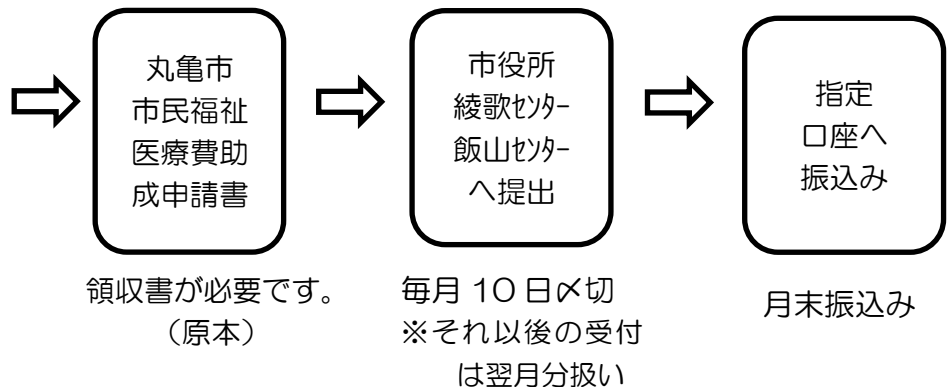 丸亀市
市民福祉
医療費助
成申請書
領収書が必要です。
（原本）
市役所
綾歌ｾﾝﾀｰ
飯山ｾﾝﾀｰ
へ提出
毎月10日〆切
※それ以後の受付
は翌月分扱い
指定
口座へ
振込み
月末振込み